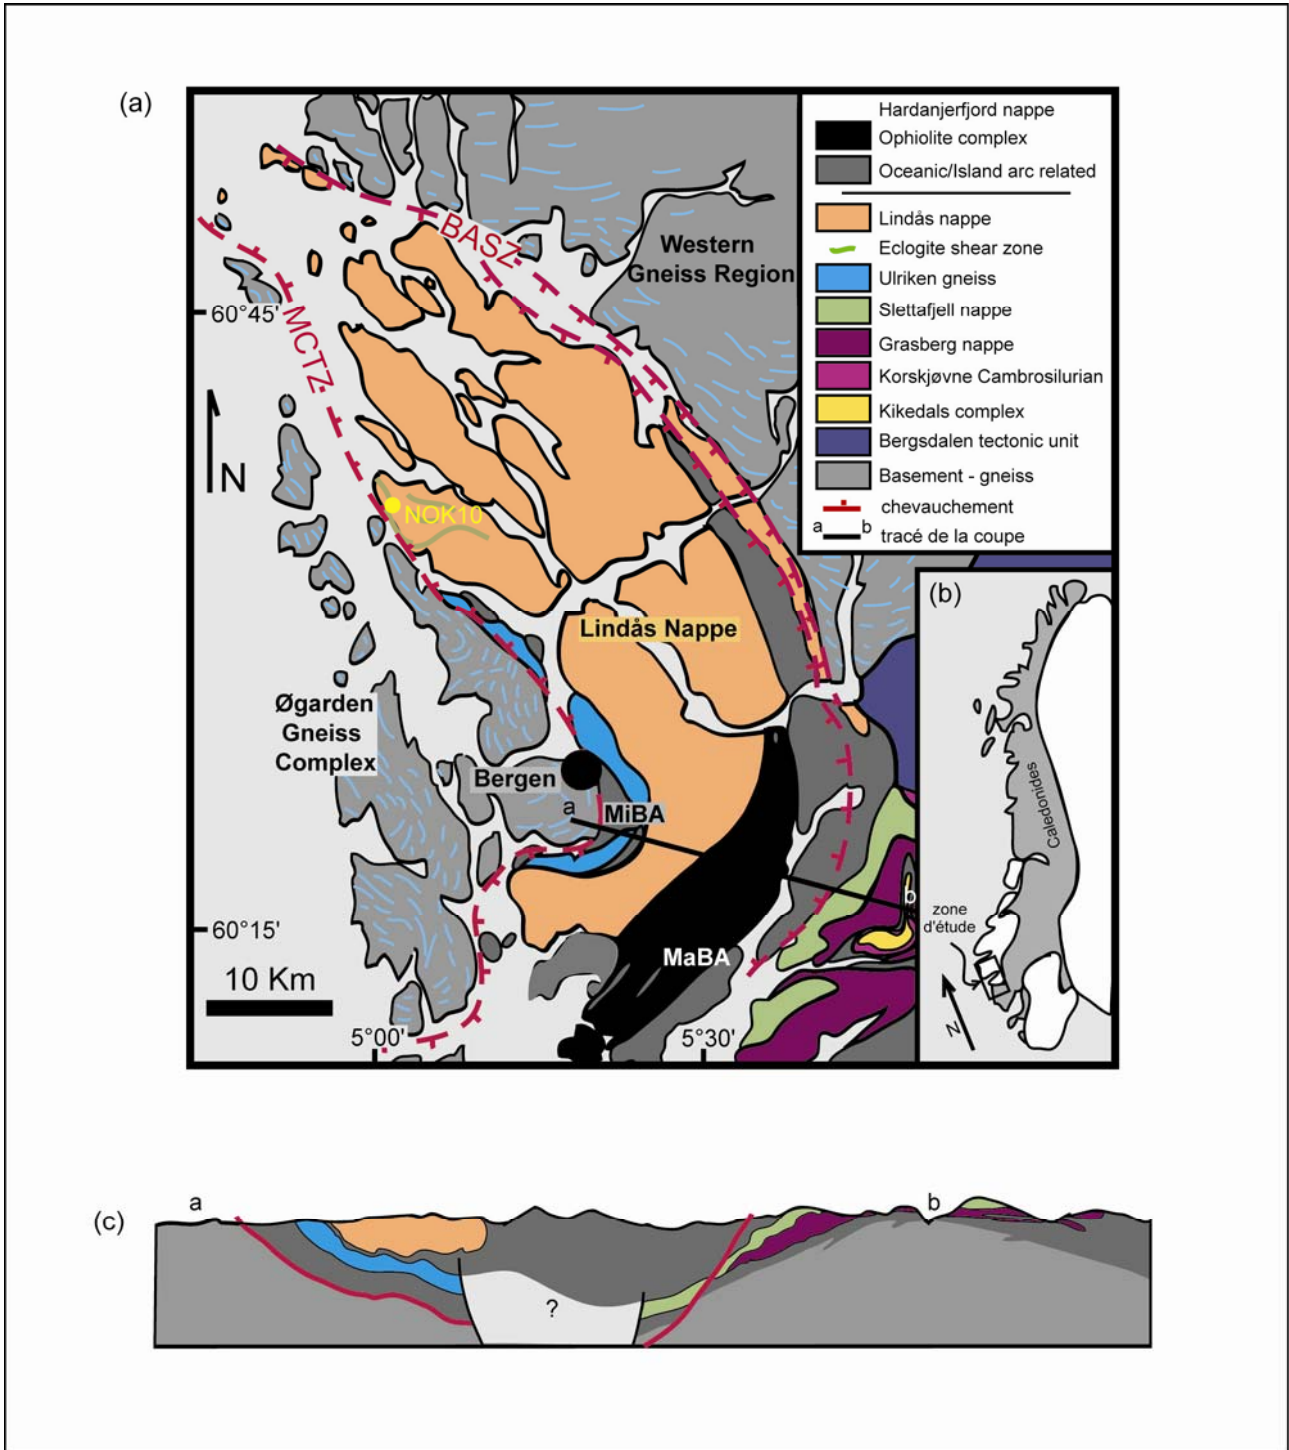 (a)
Hardanjerfjord nappe
Ophiolite complex
Oceanic/Island arc related
Lindås nappe
Eclogite shear zone
Ulriken gneiss
Slettafjell nappe
Grasberg nappe
Korskjøvne Cambrosilurian
Kikedals complex
Bergsdalen tectonic unit
Basement - gneiss
chevauchement
a b
tracé de la coupe
BASZ
Western
Gneiss Region
60°45'
MCTZ
N
NOK10
Lindås Nappe
Øgarden
Gneiss
Complex
Bergen
a
MiBA
b
60°15'
MaBA
10 Km
5°00'
5°30'
(b)
Caledonides
zone
d'étude
N
(c)
a
b
?